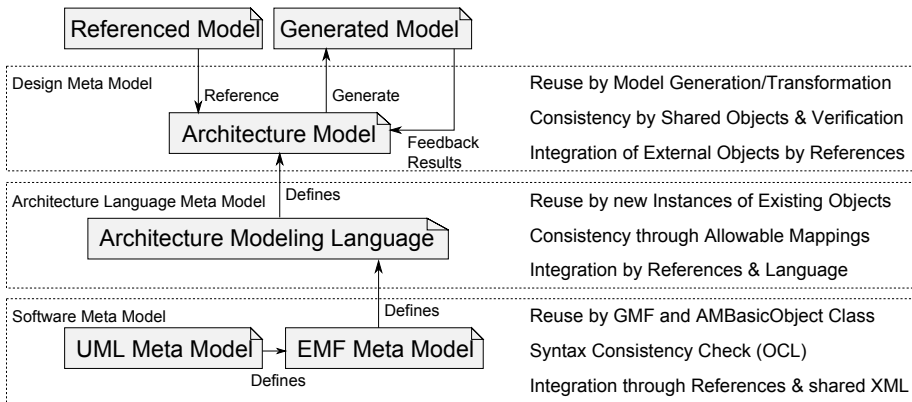 Referenced Model
Generated Model
Design Meta Model
Reference
Generate
Architecture Model
Feedback
Results
Reuse by Model Generation/Transformation
Consistency by Shared Objects & Verification
Integration of External Objects by References
Architecture Language Meta Model
Defines
Architecture Modeling Language
Reuse by new Instances of Existing Objects
Consistency through Allowable Mappings
Integration by References & Language
Software Meta Model
Defines
UML Meta Model
EMF Meta Model
Defines
Reuse by GMF and AMBasicObject Class
Syntax Consistency Check (OCL)
Integration through References & shared XML